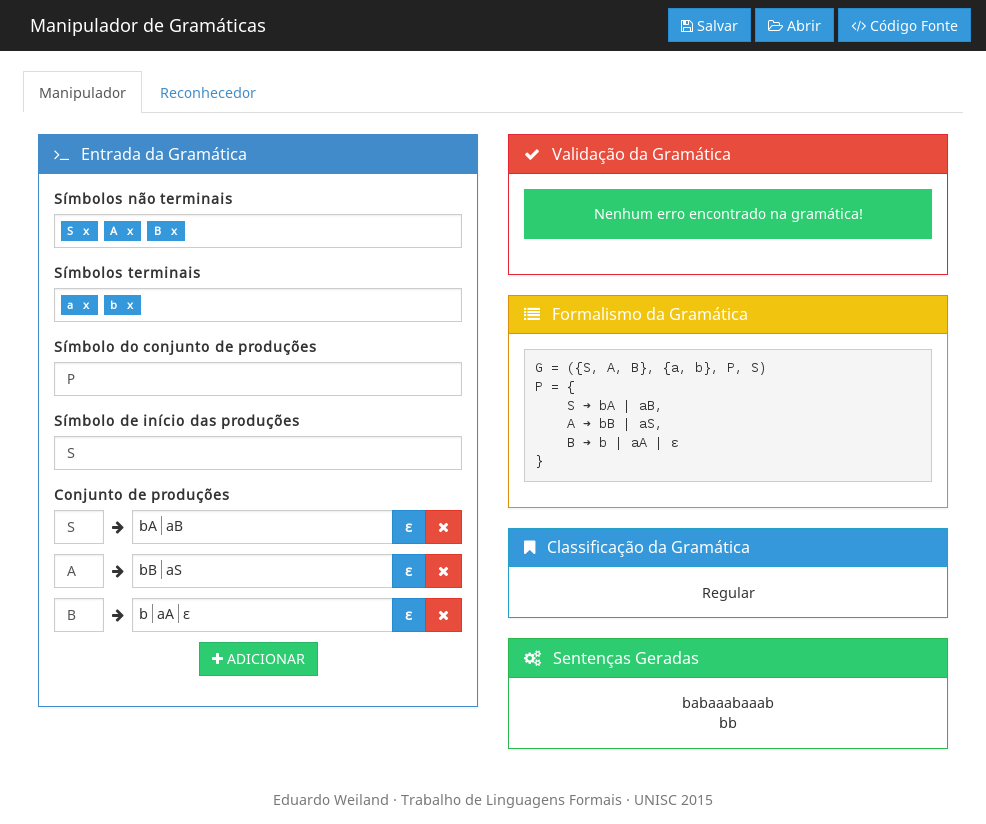 Manipulador de Gramáticas
Salvar
Abrir
</> Código Fonte
Manipulador
Reconhecedor
Entrada da Gramática
Símbolos não terminais
S x A x B x
Símbolos terminais
a x b x
Símbolo do conjunto de produções
P
Símbolo de início das produções
S
Conjunto de produções
S → bA | aB ε ✖
A → bB | aS ε ✖
B → b | aA | ε ε ✖
+ ADICIONAR
Validação da Gramática
Nenhum erro encontrado na gramática!
Formalismo da Gramática
G = ({S, A, B}, {a, b}, P, S)
P = {
S → bA | aB,
A → bB | aS,
B → b | aA | ε
}
Classificação da Gramática
Regular
Sentenças Geradas
babaaabaaab
bb
Eduardo Weiland · Trabalho de Linguagens Formais · UNISC 2015